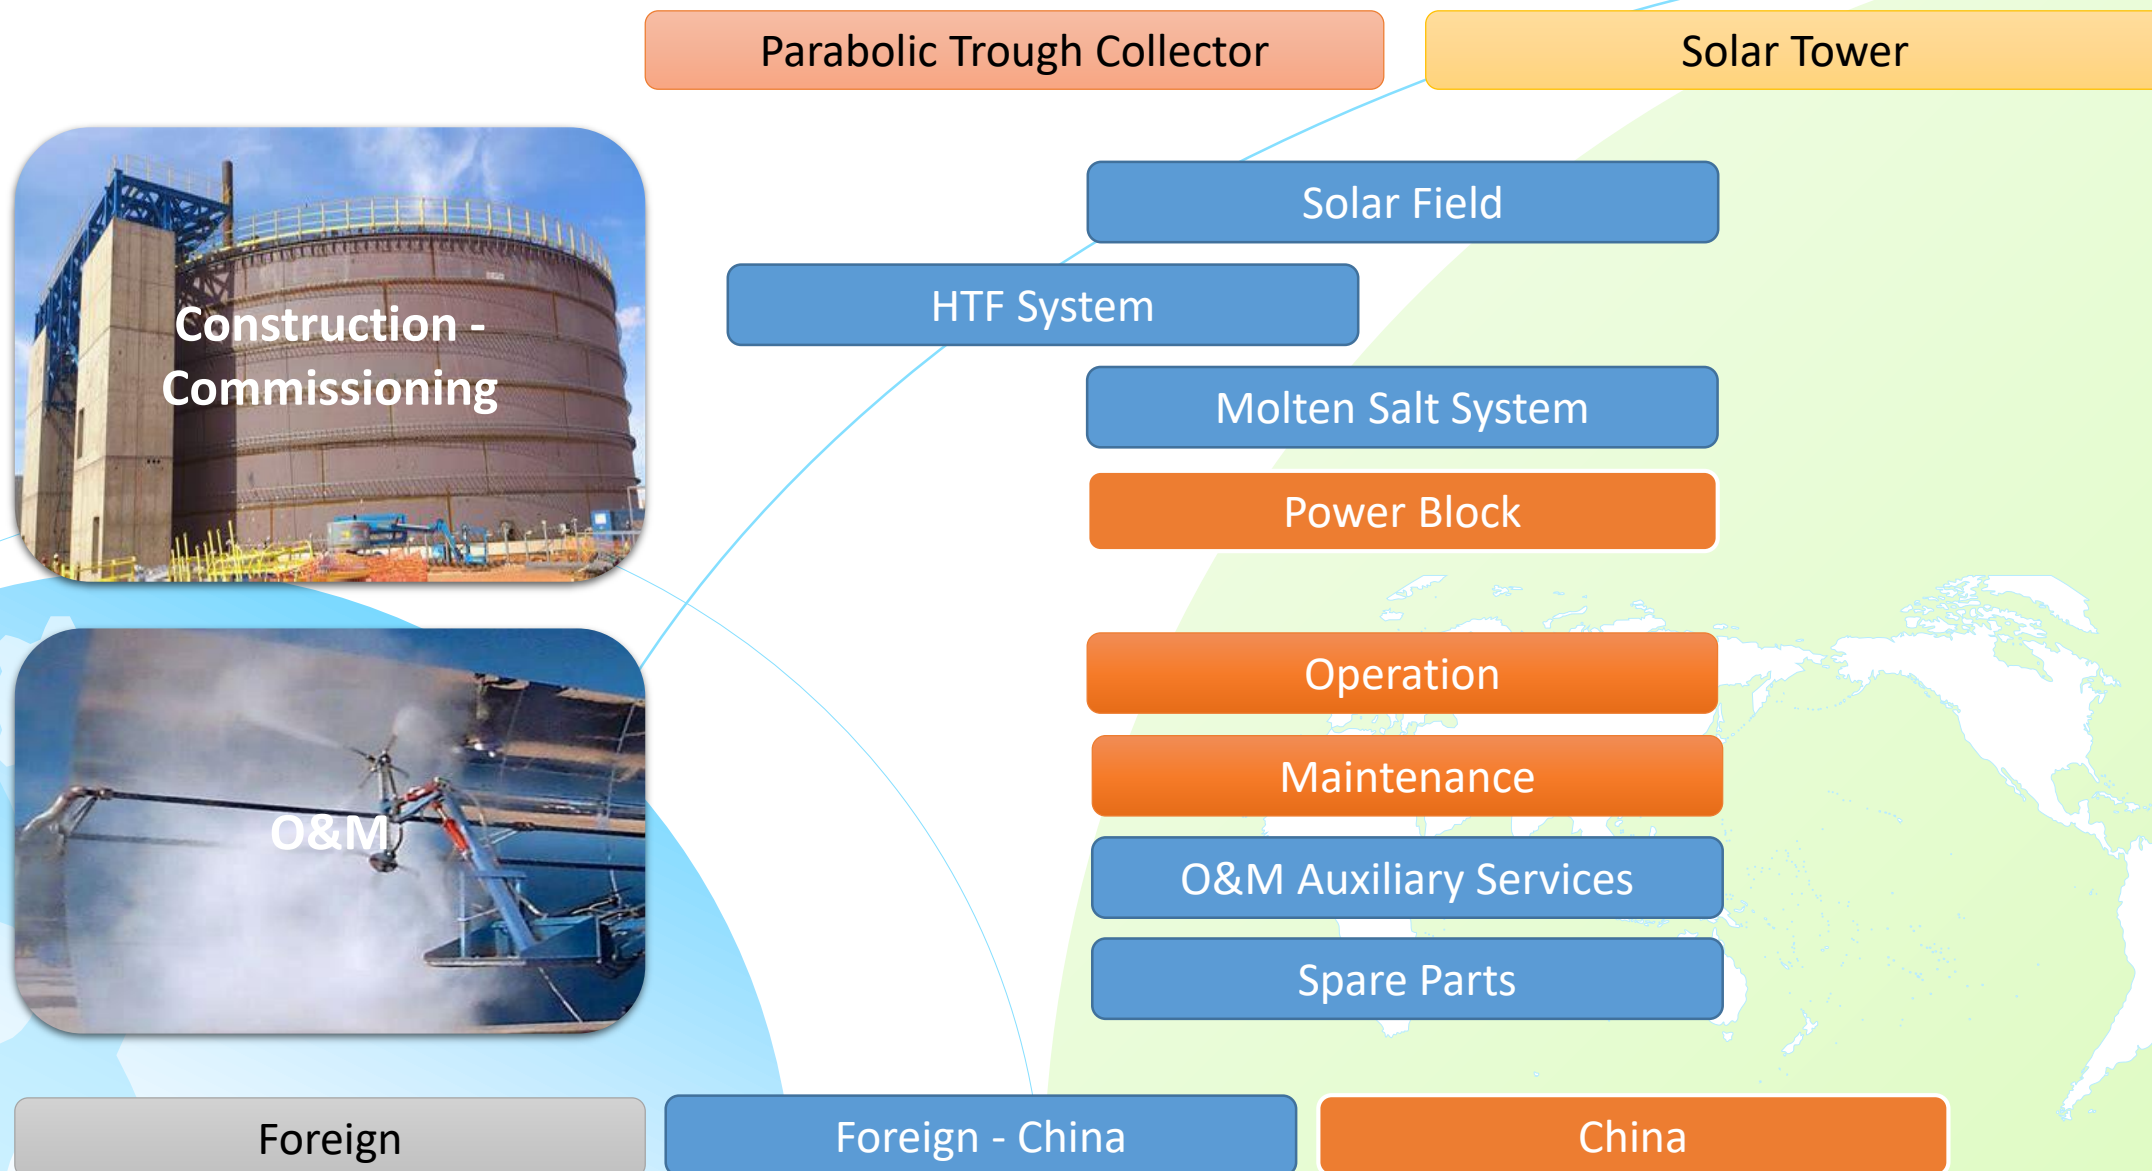 Parabolic Trough Collector
Solar Tower
Construction -
Commissioning
Solar Field
HTF System
Molten Salt System
Power Block
O&M
Operation
Maintenance
O&M Auxiliary Services
Spare Parts
Foreign
Foreign - China
China